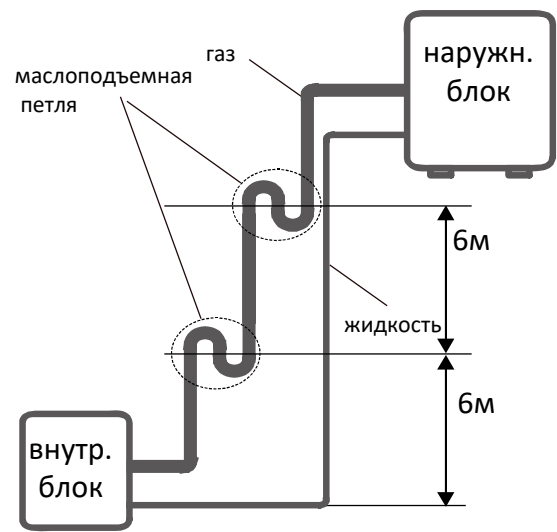 наружн.
блок
газ
маслоподъемная
петля
6м
жидкость
6м
внутр.
блок